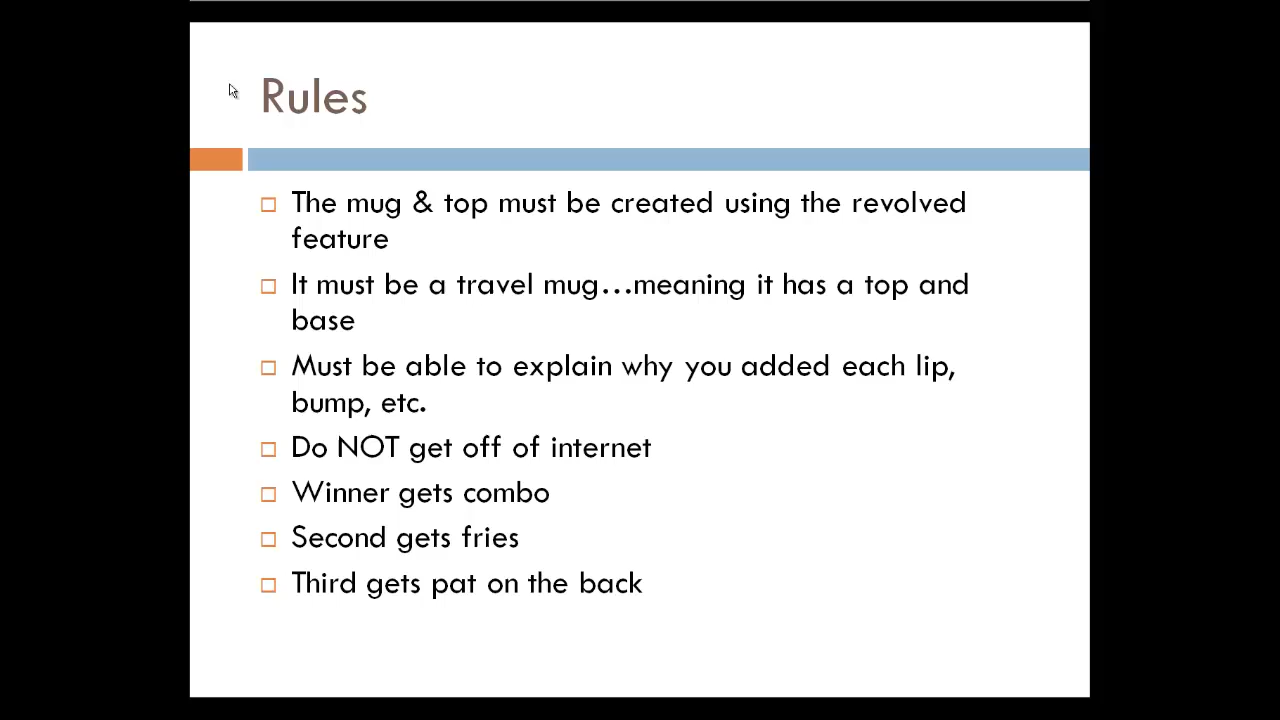 Rules
The mug & top must be created using the revolved
feature
It must be a travel mug...meaning it has a top and
base
Must be able to explain why you added each lip,
bump, etc.
Do NOT get off of internet
Winner gets combo
Second gets fries
Third gets pat on the back